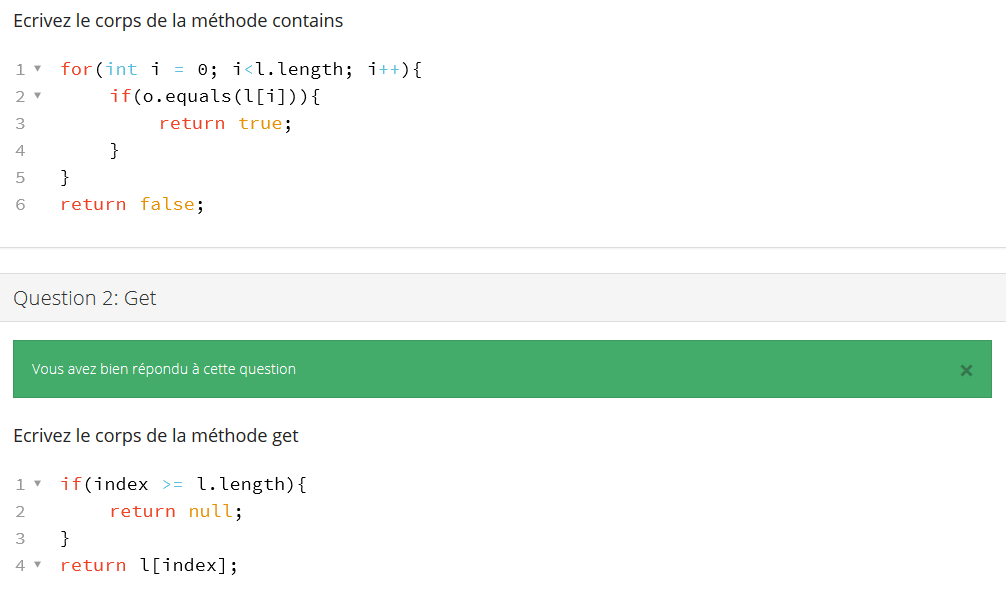 Ecrivez le corps de la méthode contains
1 for(int i = 0; i<l.length; i++){
2 if(o.equals(l[i])){
3 return true;
4 }
5 }
6 return false;
Question 2: Get
Vous avez bien répondu à cette question ×
Ecrivez le corps de la méthode get
1 if(index >= l.length){
2 return null;
3 }
4 return l[index];